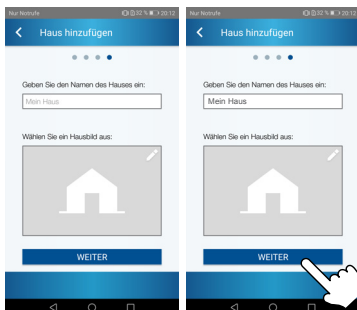 Nur Notrufe 32 % 20:12
Haus hinzufügen
Geben Sie den Namen des Hauses ein:
Mein Haus
Wählen Sie ein Hausbild aus:
WEITER
Nur Notrufe 32 % 20:12
Haus hinzufügen
Geben Sie den Namen des Hauses ein:
Mein Haus
Wählen Sie ein Hausbild aus:
WEITER